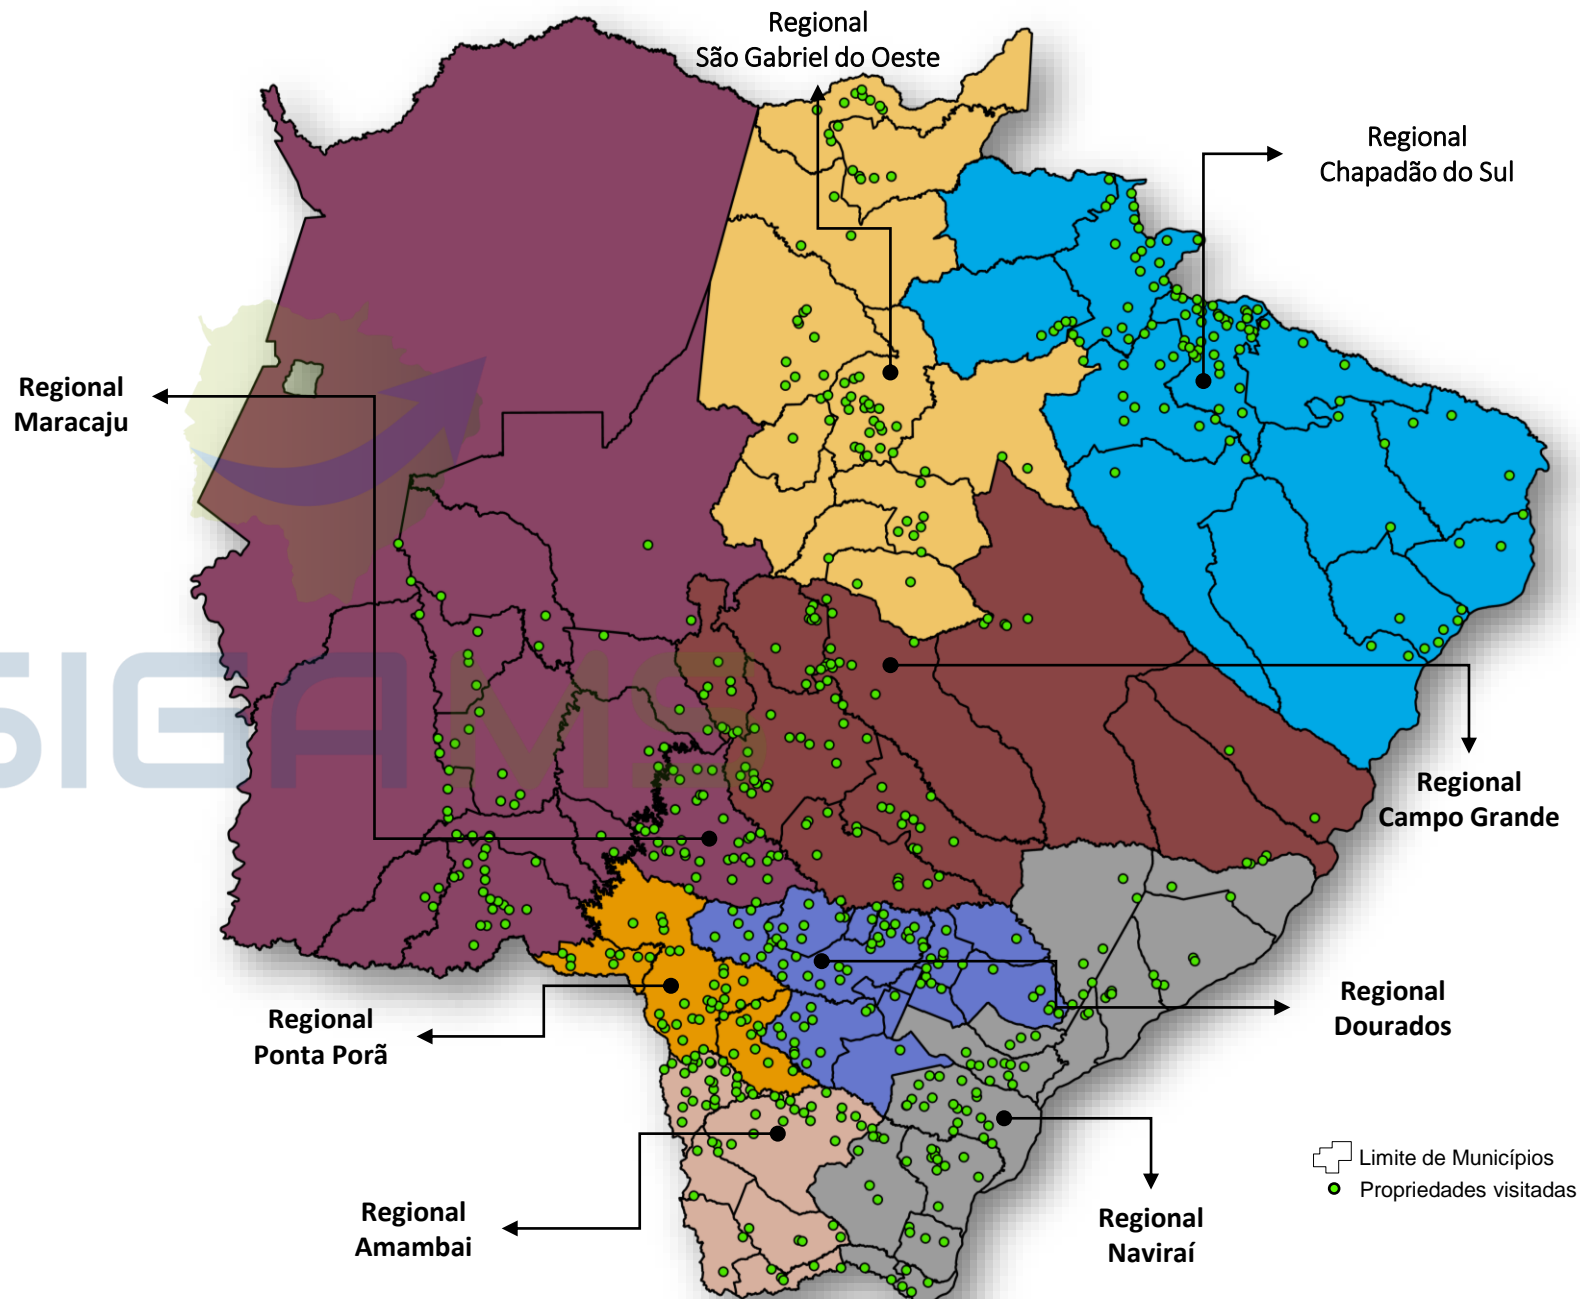 Regional
São Gabriel do Oeste
Regional
Chapadão do Sul
Regional
Maracaju
SIGAMS
Regional
Campo Grande
Regional
Ponta Porã
Regional
Dourados
Regional
Amambai
Regional
Naviraí
Limite de Municípios
Propriedades visitadas